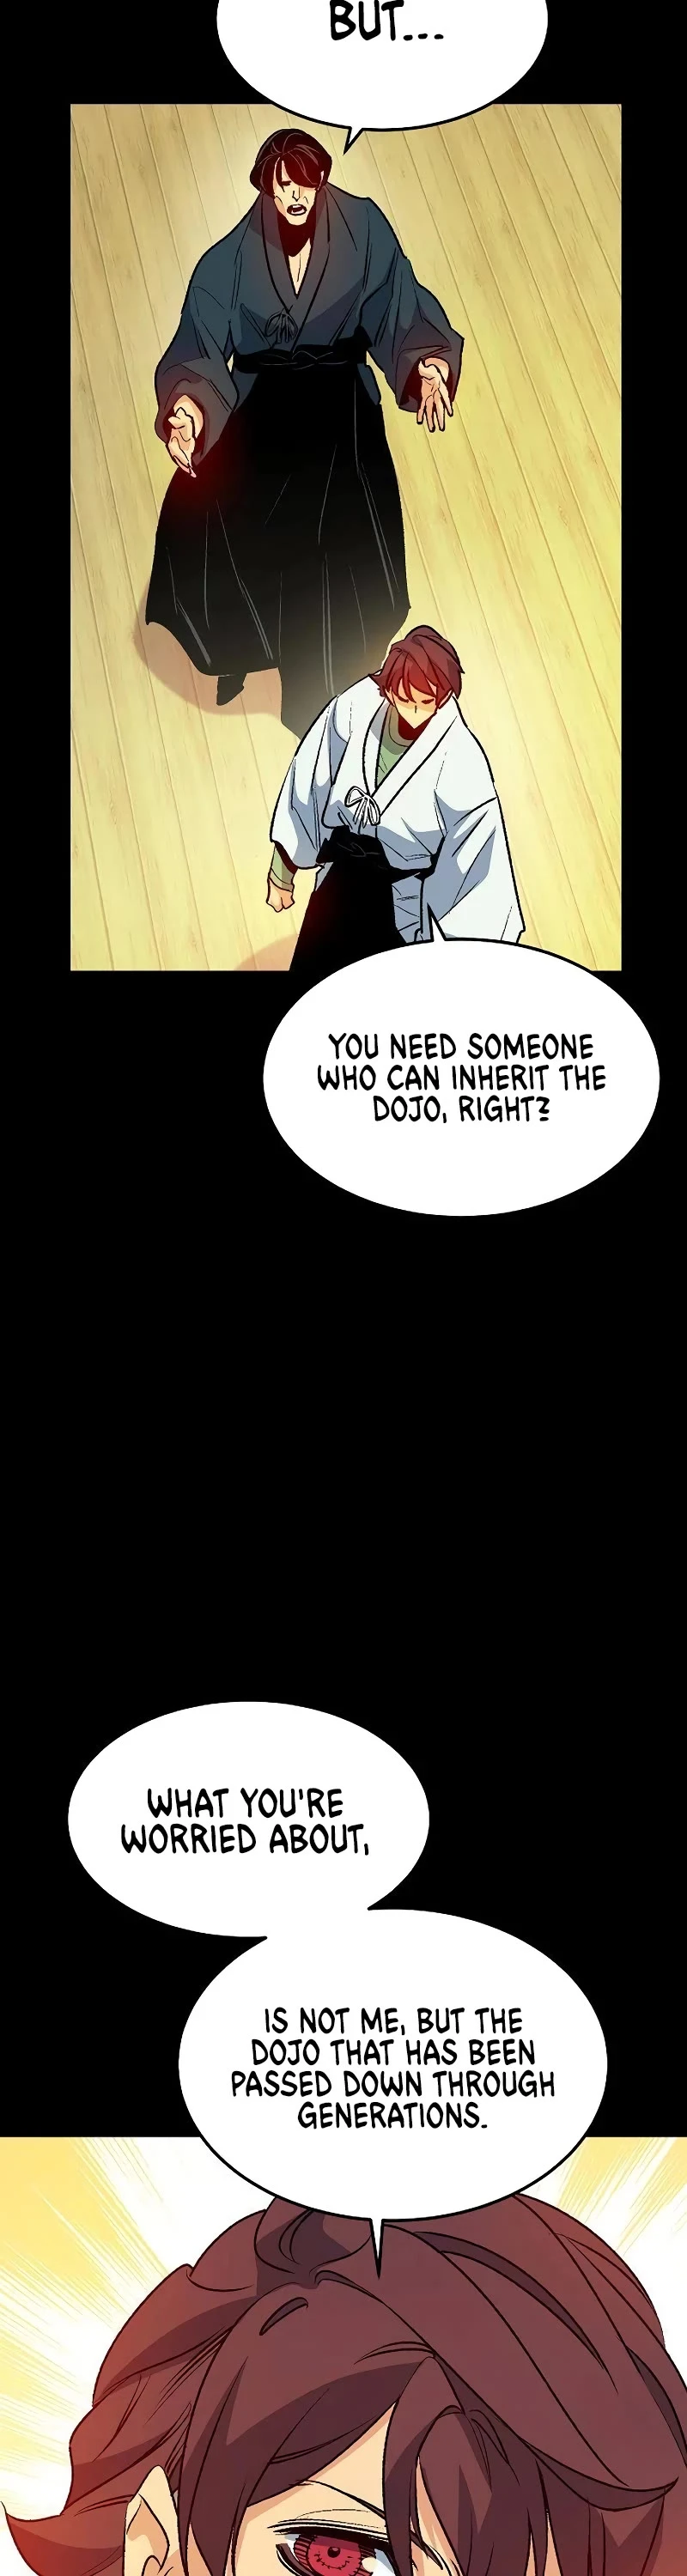 BUT...
YOU NEED SOMEONE
WHO CAN INHERIT THE
DOJO, RIGHT?
WHAT YOU'RE
WORRIED ABOUT,
IS NOT ME, BUT THE
DOJO THAT HAS BEEN
PASSED DOWN THROUGH
GENERATIONS.